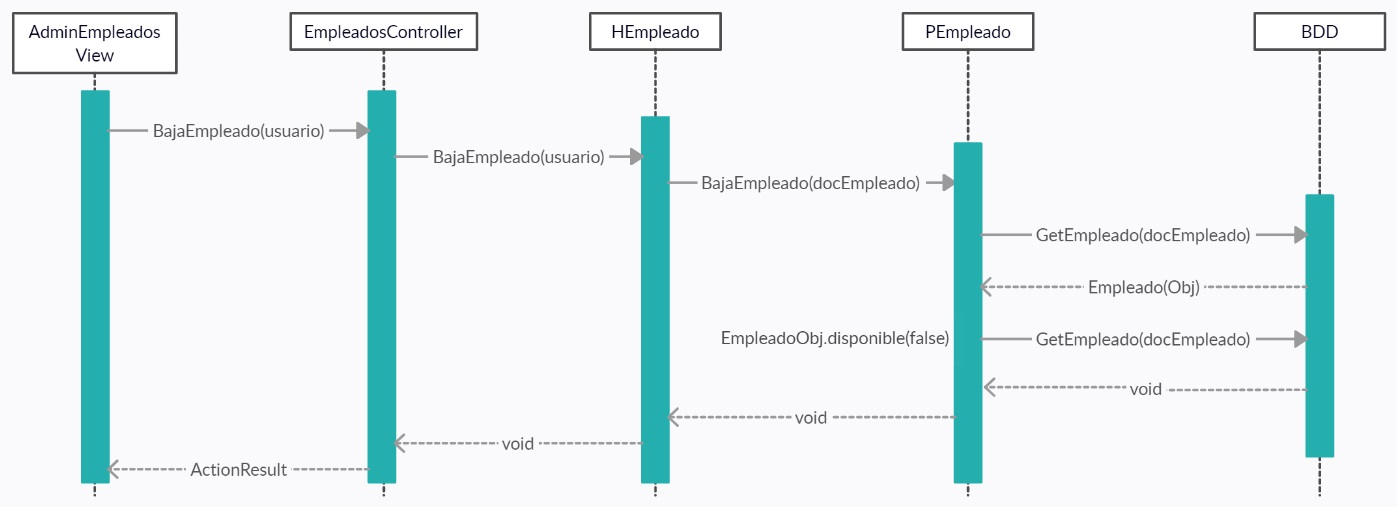 AdminEmpleados
View
EmpleadosController
HEmpleado
PEmpleado
BDD
BajaEmpleado(usuario)
BajaEmpleado(usuario)
BajaEmpleado(docEmpleado)
GetEmpleado(docEmpleado)
Empleado(Obj)
EmpleadoObj.disponible(false)
GetEmpleado(docEmpleado)
void
void
void
ActionResult